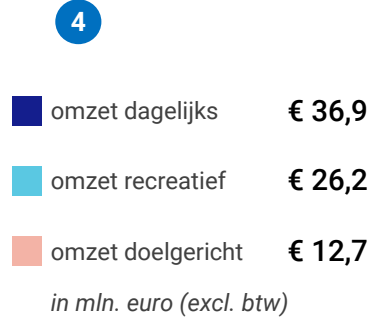 4
omzet dagelijks € 36,9
omzet recreatief € 26,2
omzet doelgericht € 12,7
in mln. euro (excl. btw)